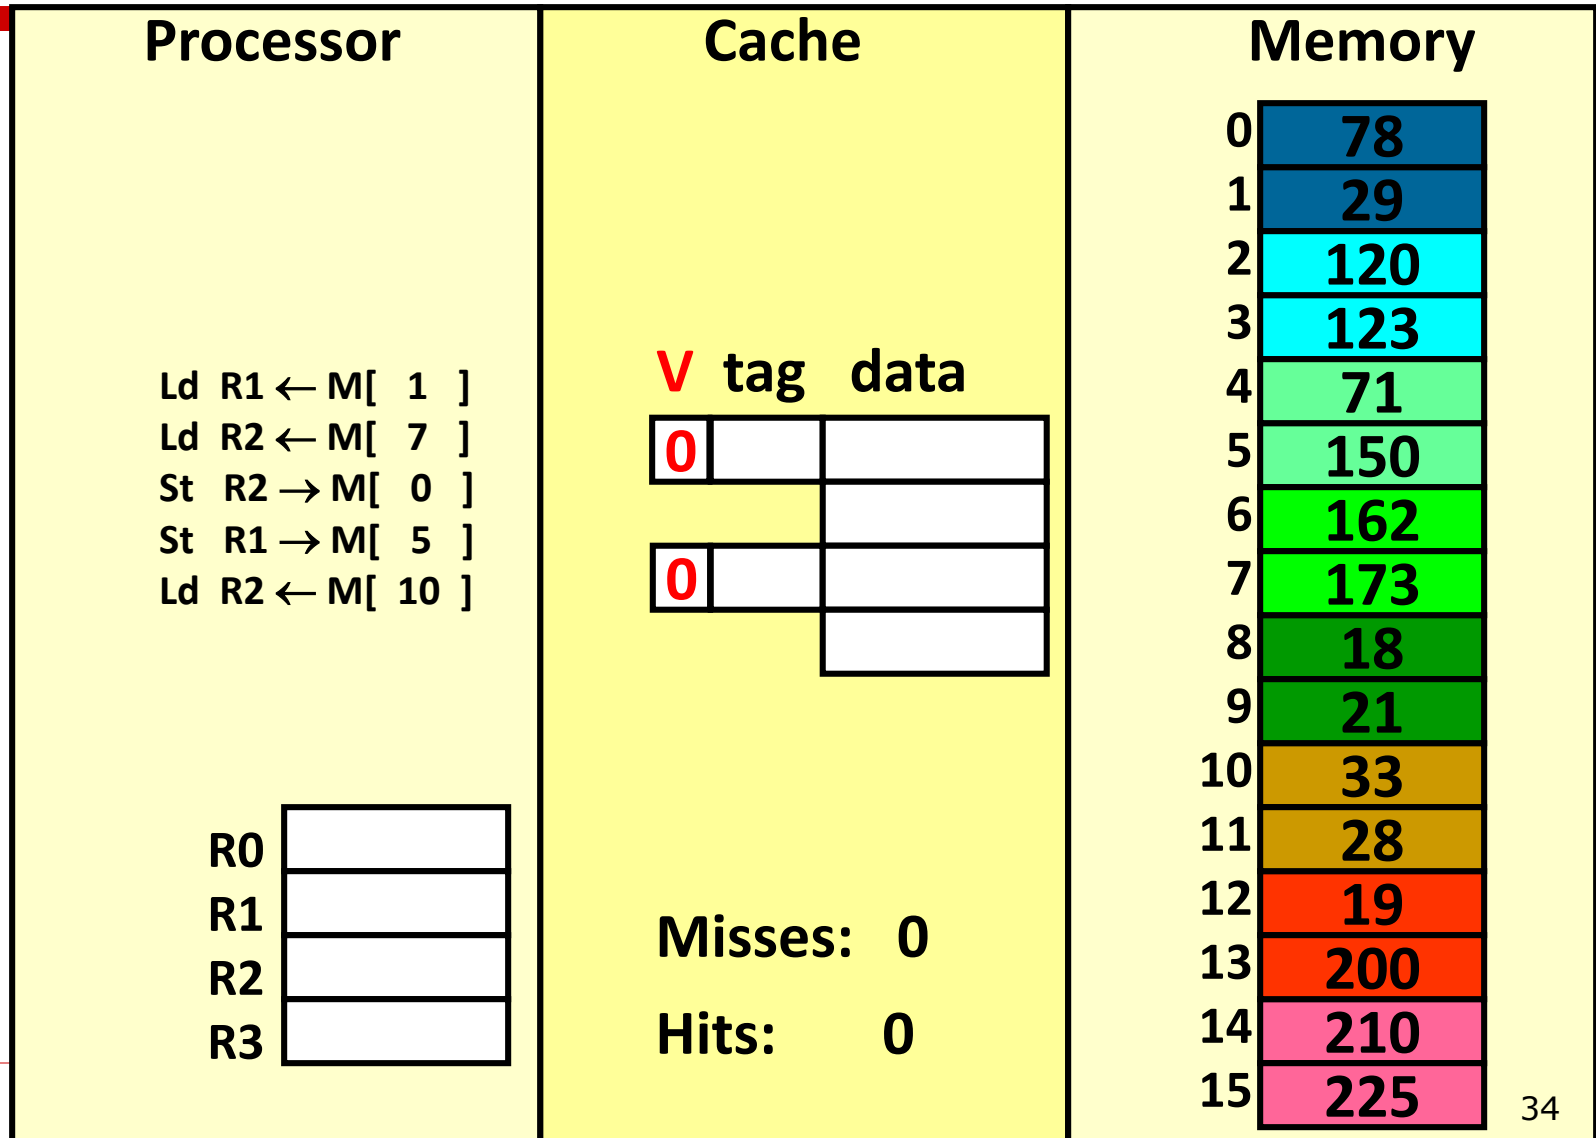 Processor
Ld R1 ← M[ 1 ]
Ld R2 ← M[ 7 ]
St R2 → M[ 0 ]
St R1 → M[ 5 ]
Ld R2 ← M[ 10 ]
R0
R1
R2
R3
Cache
V tag data
0
0
Misses: 0
Hits: 0
Memory
0 78
1 29
2 120
3 123
4 71
5 150
6 162
7 173
8 18
9 21
10 33
11 28
12 19
13 200
14 210
15 225
34